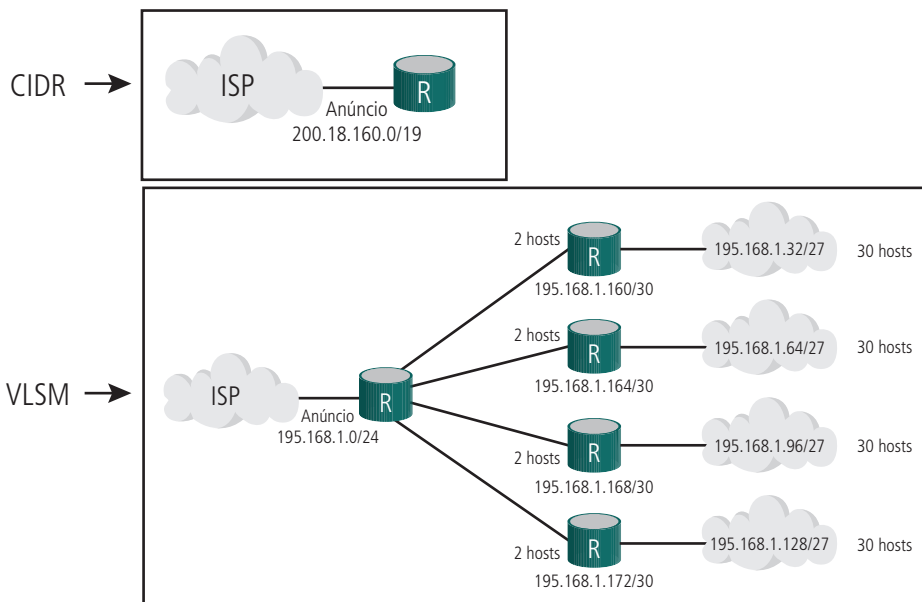 CIDR
ISP
R
Anúncio
200.18.160.0/19
VLSM
ISP
R
Anúncio
195.168.1.0/24
2 hosts
R
195.168.1.160/30
195.168.1.32/27
30 hosts
2 hosts
R
195.168.1.164/30
195.168.1.64/27
30 hosts
2 hosts
R
195.168.1.168/30
195.168.1.96/27
30 hosts
2 hosts
R
195.168.1.172/30
195.168.1.128/27
30 hosts